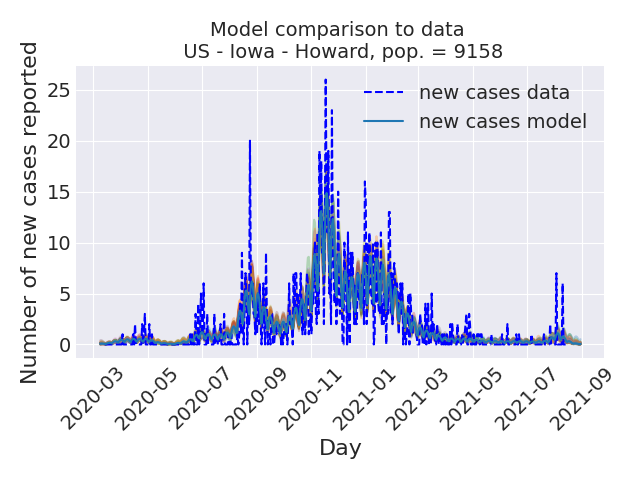 Model comparison to data
US - Iowa - Howard, pop. = 9158
Number of new cases reported
25
20
15
10
5
0
new cases data
new cases model
2020-03
2020-05
2020-07
2020-09
2020-11
2021-01
2021-03
2021-05
2021-07
2021-09
Day